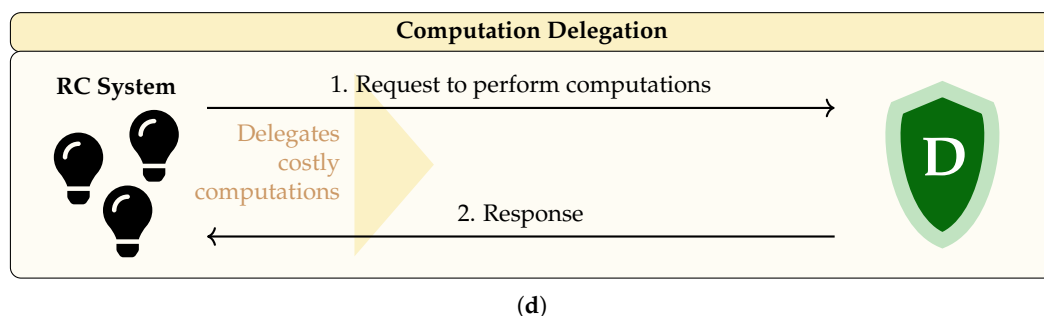 Computation Delegation
RC System
1. Request to perform computations
Delegates
costly
computations
D
2. Response
(d)